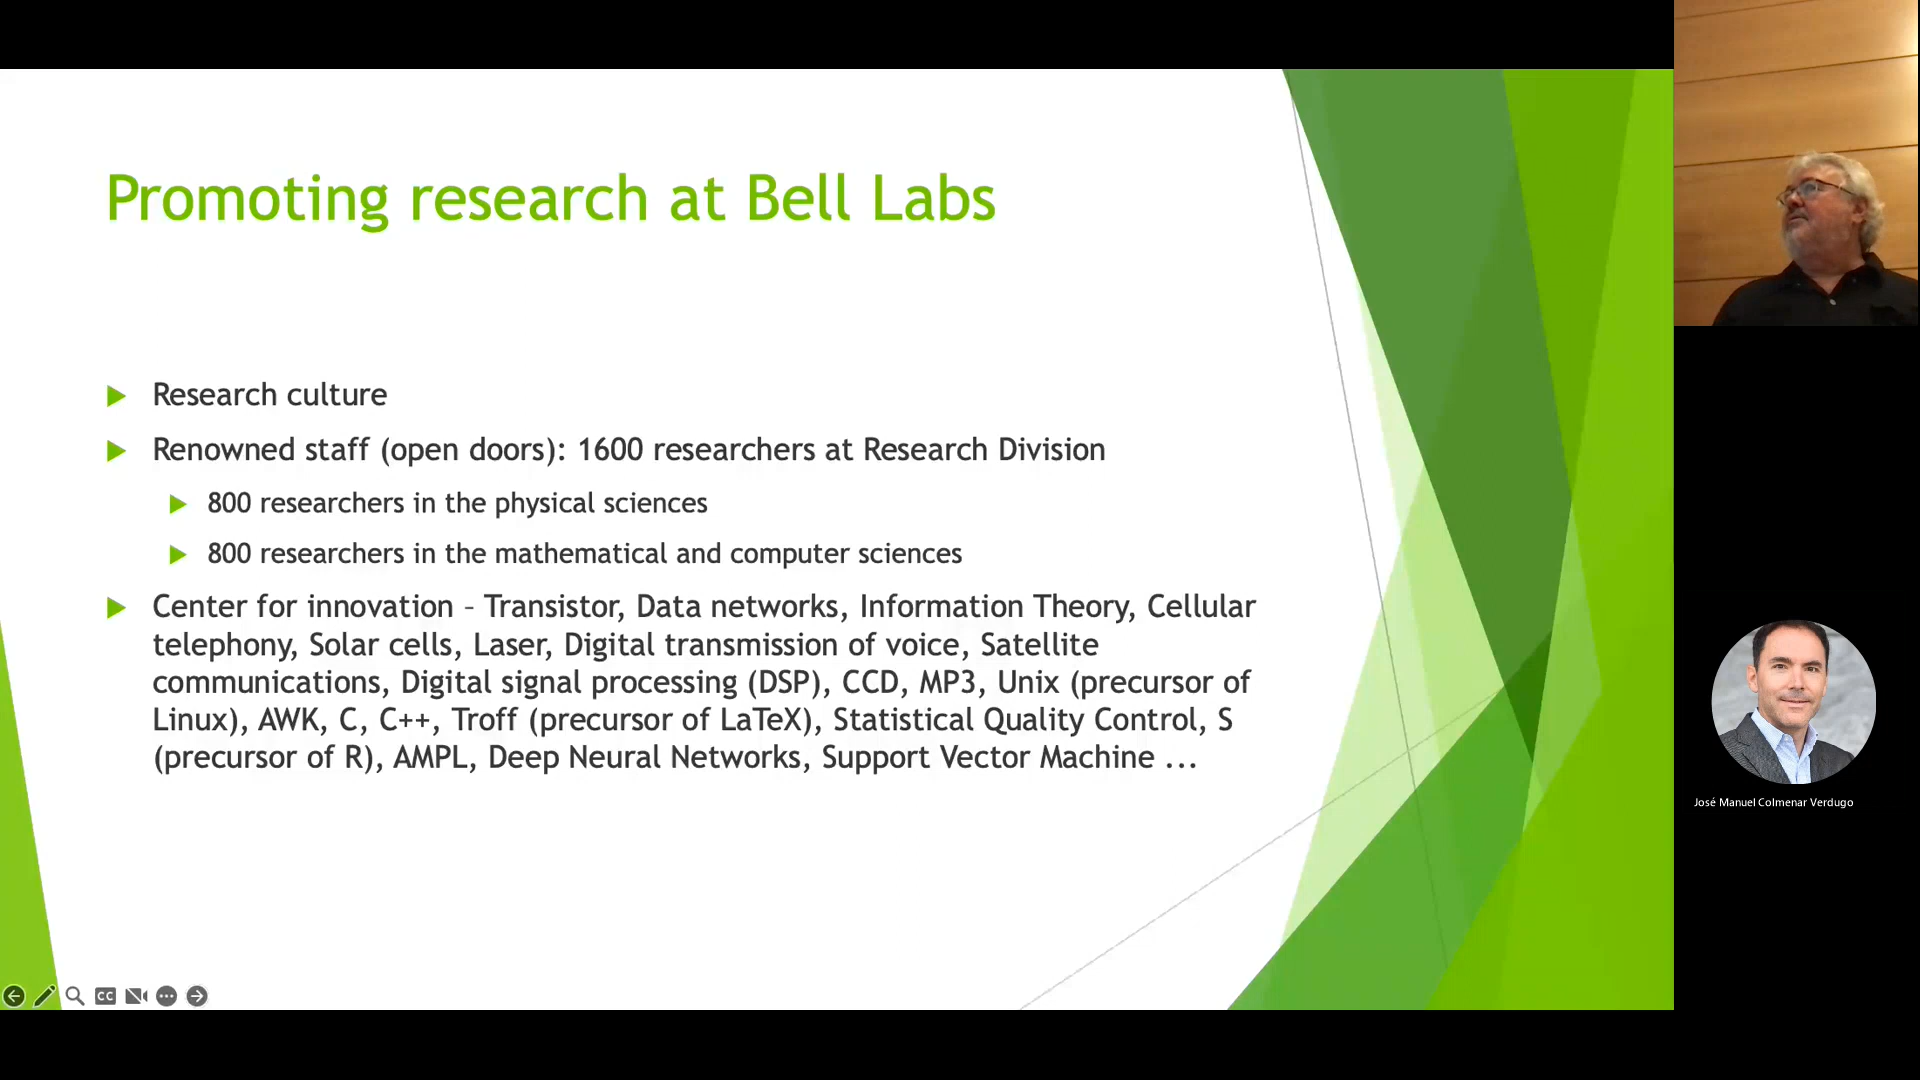 Promoting research at Bell Labs
Research culture
Renowned staff (open doors): 1600 researchers at Research Division
800 researchers in the physical sciences
800 researchers in the mathematical and computer sciences
Center for innovation – Transistor, Data networks, Information Theory, Cellular
telephony, Solar cells, Laser, Digital transmission of voice, Satellite
communications, Digital signal processing (DSP), CCD, MP3, Unix (precursor of
Linux), AWK, C, C++, Troff (precursor of LaTeX), Statistical Quality Control, S
(precursor of R), AMPL, Deep Neural Networks, Support Vector Machine ...
CC
José Manuel Colmenar Verdugo